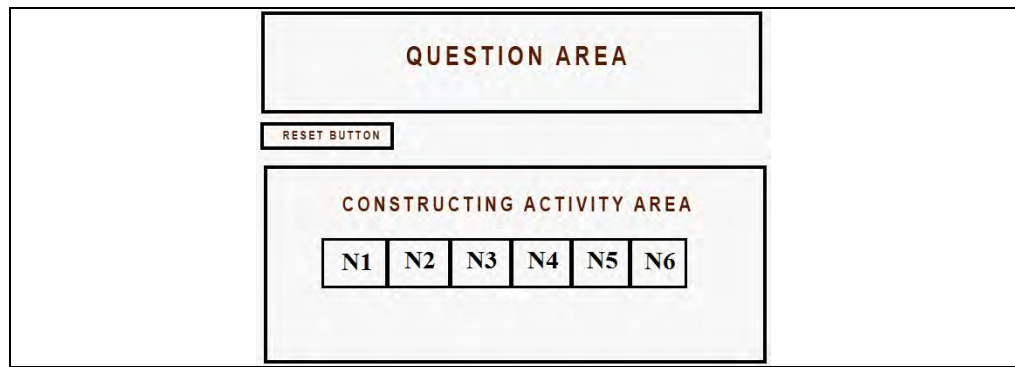 QUESTION AREA
RESET BUTTON
CONSTRUCTING ACTIVITY AREA
N1 N2 N3 N4 N5 N6